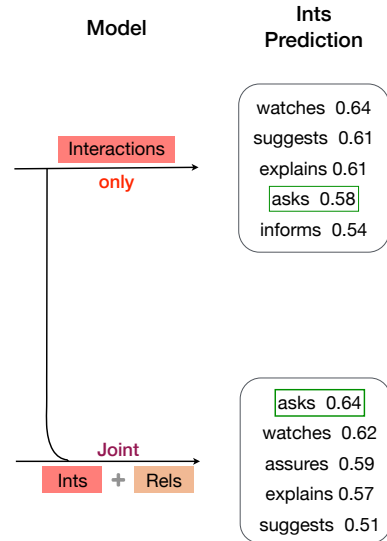 Model
Ints
Prediction
Interactions
only
watches 0.64
suggests 0.61
explains 0.61
asks 0.58
informs 0.54
Joint
Ints + Rels
asks 0.64
watches 0.62
assures 0.59
explains 0.57
suggests 0.51